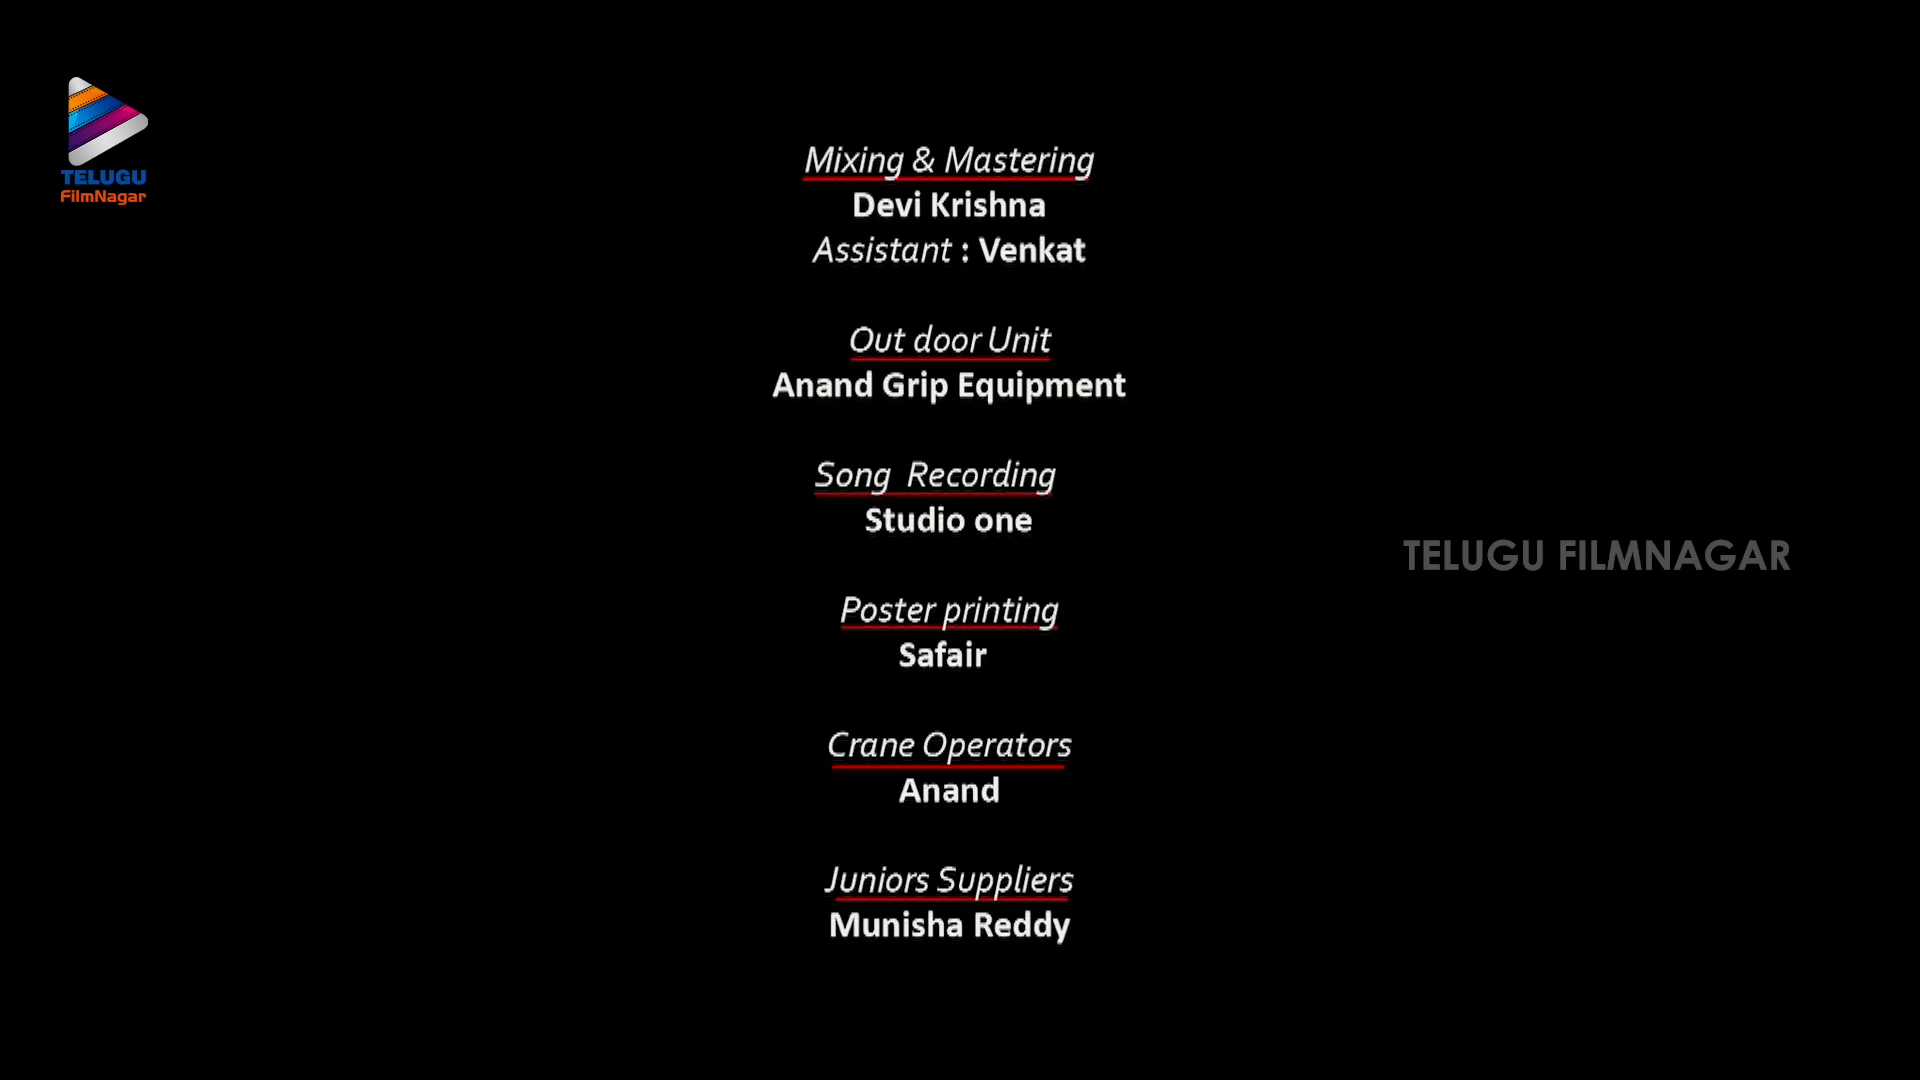 TELUGU
FilmNagar
Mixing & Mastering
Devi Krishna
Assistant : Venkat
Out door Unit
Anand Grip Equipment
Song Recording
Studio one
TELUGU FILMNAGAR
Poster printing
Safair
Crane Operators
Anand
Juniors Suppliers
Munisha Reddy